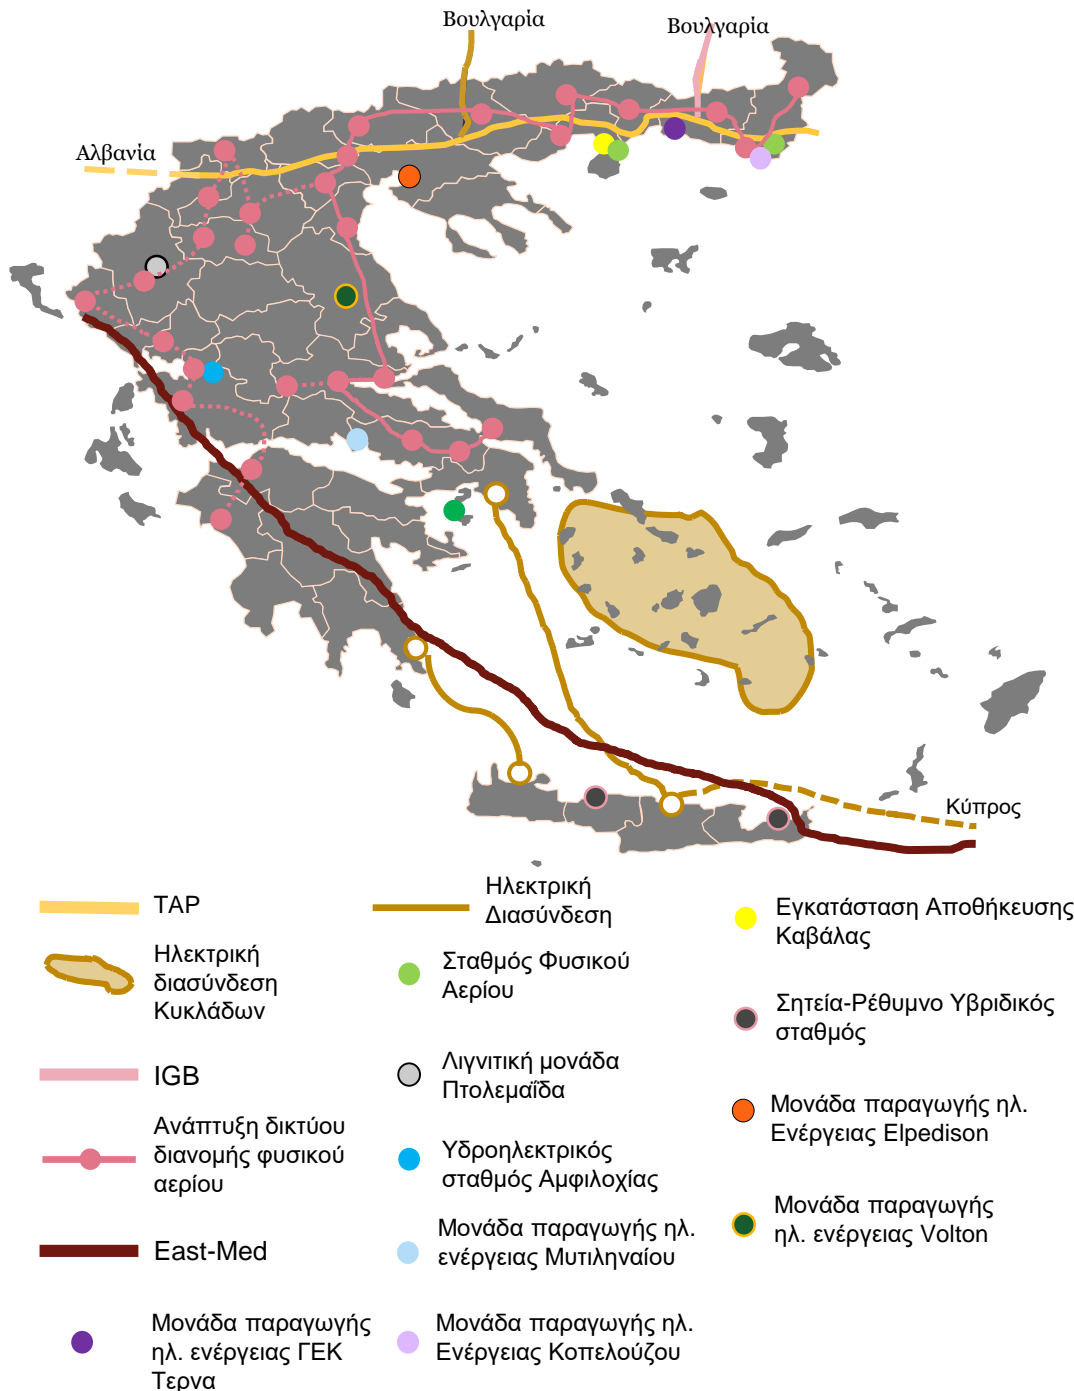 Βουλγαρία
Βουλγαρία
Αλβανία
Κύπρος
TAP
Ηλεκτρική
διασύνδεση
Κυκλάδων
IGB
Ανάπτυξη δικτύου
διανομής φυσικού
αερίου
East-Med
Μονάδα παραγωγής
ηλ. ενέργειας ΓΕΚ
Τερνα
Ηλεκτρική
Διασύνδεση
Σταθμός Φυσικού
Αερίου
Λιγνιτική μονάδα
Πτολεμαΐδα
Υδροηλεκτρικός
σταθμός Αμφιλοχίας
Μονάδα παραγωγής ηλ.
ενέργειας Μυτιληναίου
Μονάδα παραγωγής ηλ.
Ενέργειας Κοπελούζου
Εγκατάσταση Αποθήκευσης
Καβάλας
Σητεία-Ρέθυμνο Υβριδικός
σταθμός
Μονάδα παραγωγής ηλ.
Ενέργειας Elpedison
Μονάδα παραγωγής
ηλ. ενέργειας Volton